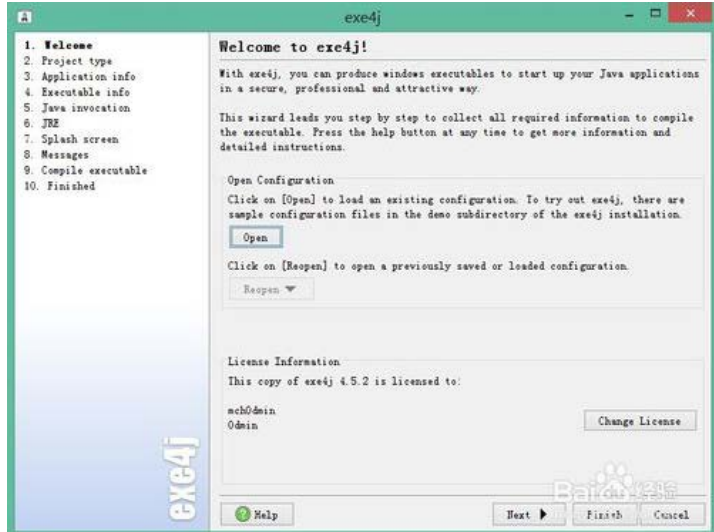 exe4j
1. Welcome
2. Project type
3. Application info
4. Executable info
5. Java invocation
6. JRE
7. Splash screen
8. Messages
9. Compile executable
10. Finished
exe4j
Welcome to exe4j!
With exe4j, you can produce windows executables to start up your Java applications
in a secure, professional and attractive way.
This wizard leads you step by step to collect all required information to compile
the executable. Press the help button at any time to get more information and
detailed instructions.
Open Configuration
Click on [Open] to load an existing configuration. To try out exe4j, there are
sample configuration files in the demo subdirectory of the exe4j installation.
Open
Click on [Reopen] to open a previously saved or loaded configuration.
Reopen
License Information
This copy of exe4j 4.5.2 is licensed to:
mch0dmin
0dmin
Change License
Baidu经验
Help
Next
Finish
Cancel